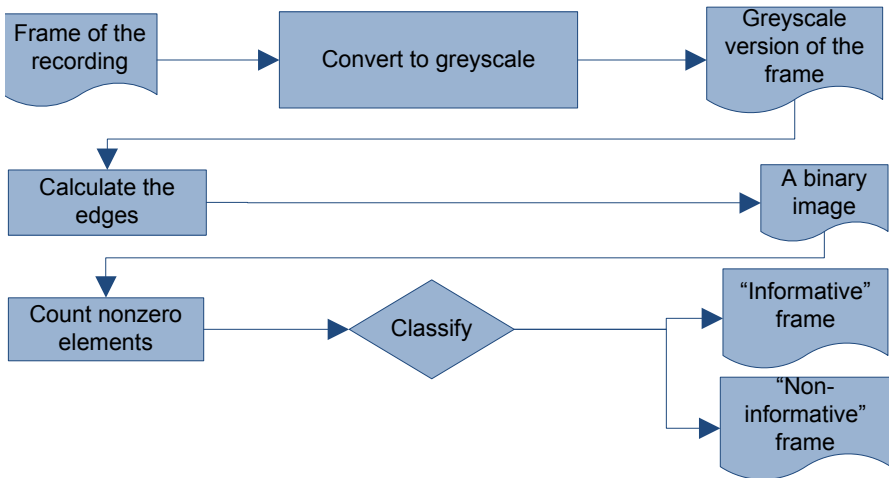 Frame of the
recording
Convert to greyscale
Greyscale
version of the
frame
Calculate the
edges
A binary
image
Count nonzero
elements
Classify
“Informative”
frame
“Non-
informative”
frame